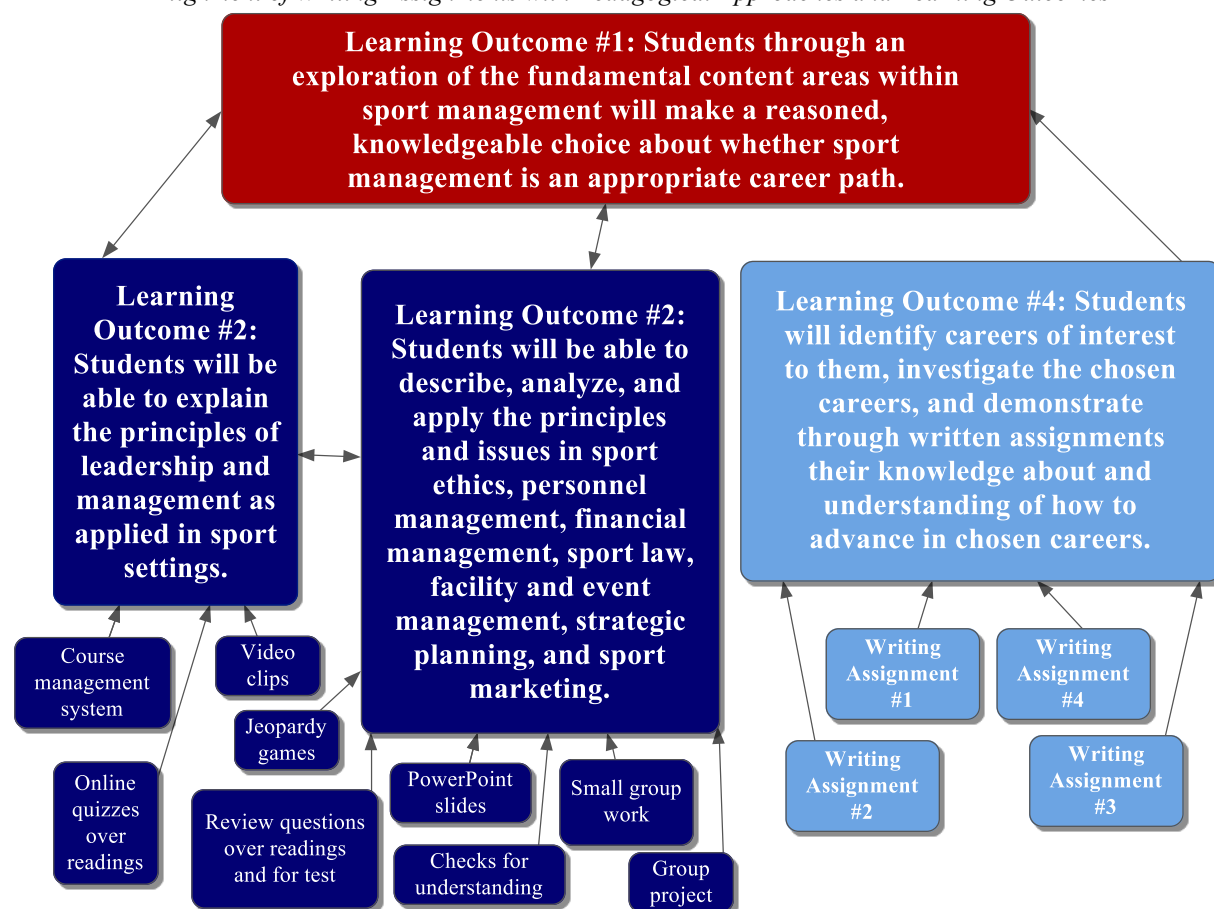 Learning Outcome #1: Students through an
exploration of the fundamental content areas within
sport management will make a reasoned,
knowledgeable choice about whether sport
management is an appropriate career path.
Learning
Outcome #2:
Students will be
able to explain
the principles of
leadership and
management as
applied in sport
settings.
Learning Outcome #2:
Students will be able to
describe, analyze, and
apply the principles
and issues in sport
ethics, personnel
management, financial
management, sport law,
facility and event
management, strategic
planning, and sport
marketing.
Learning Outcome #4: Students
will identify careers of interest
to them, investigate the chosen
careers, and demonstrate
through written assignments
their knowledge about and
understanding of how to
advance in chosen careers.
Course
management
system
Video
clips
Jeopardy
games
Online
quizzes
over
readings
Review questions
over readings
and for test
PowerPoint
slides
Checks for
understanding
Small group
work
Group
project
Writing
Assignment
#1
Writing
Assignment
#4
Writing
Assignment
#2
Writing
Assignment
#3